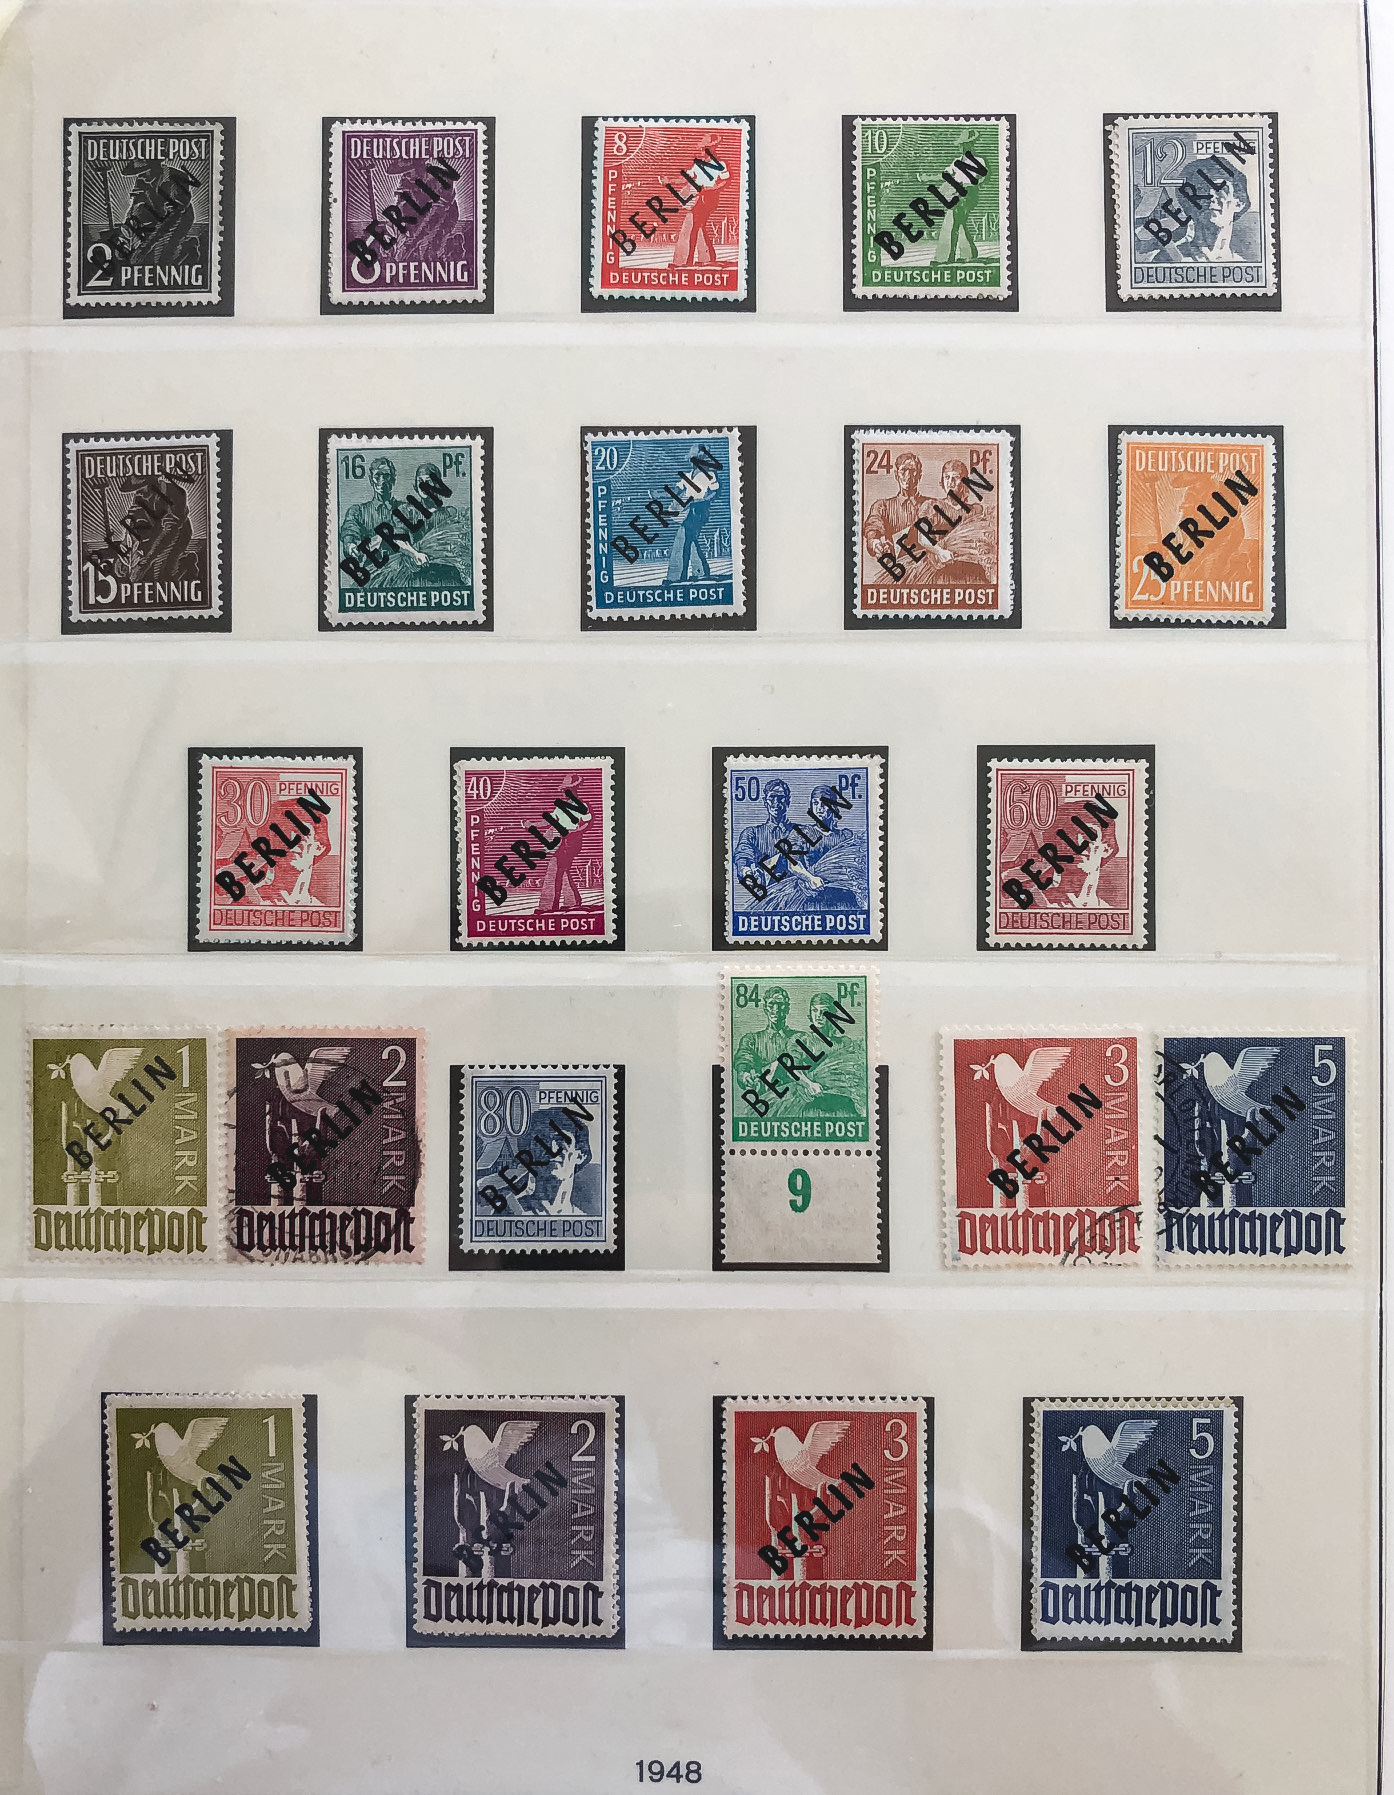 DEUTSCHE POST
BERLIN
2 PFENNIG
DEUTSCHE POST
BERLIN
6 PFENNIG
8
PFENNIG
BERLIN
DEUTSCHE POST
10
PFENNIG
BERLIN
DEUTSCHE POST
12 PFENNIG
BERLIN
DEUTSCHE POST
DEUTSCHE POST
BERLIN
15 PFENNIG
16 Pf.
BERLIN
DEUTSCHE POST
20
PFENNIG
BERLIN
DEUTSCHE POST
24 Pf.
BERLIN
DEUTSCHE POST
DEUTSCHE POST
BERLIN
25 PFENNIG
30 PFENNIG
BERLIN
DEUTSCHE POST
40
PFENNIG
BERLIN
DEUTSCHE POST
50 Pf.
BERLIN
DEUTSCHE POST
60 PFENNIG
BERLIN
DEUTSCHE POST
1 MARK
BERLIN
Deutsche Post
2 MARK
BERLIN
Deutsche Post
80 PFENNIG
BERLIN
DEUTSCHE POST
84 Pf.
BERLIN
DEUTSCHE POST
9
3 MARK
BERLIN
Deutsche Post
5 MARK
BERLIN
Deutsche Post
1 MARK
BERLIN
Deutsche Post
2 MARK
BERLIN
Deutsche Post
3 MARK
BERLIN
Deutsche Post
5 MARK
BERLIN
Deutsche Post
1948